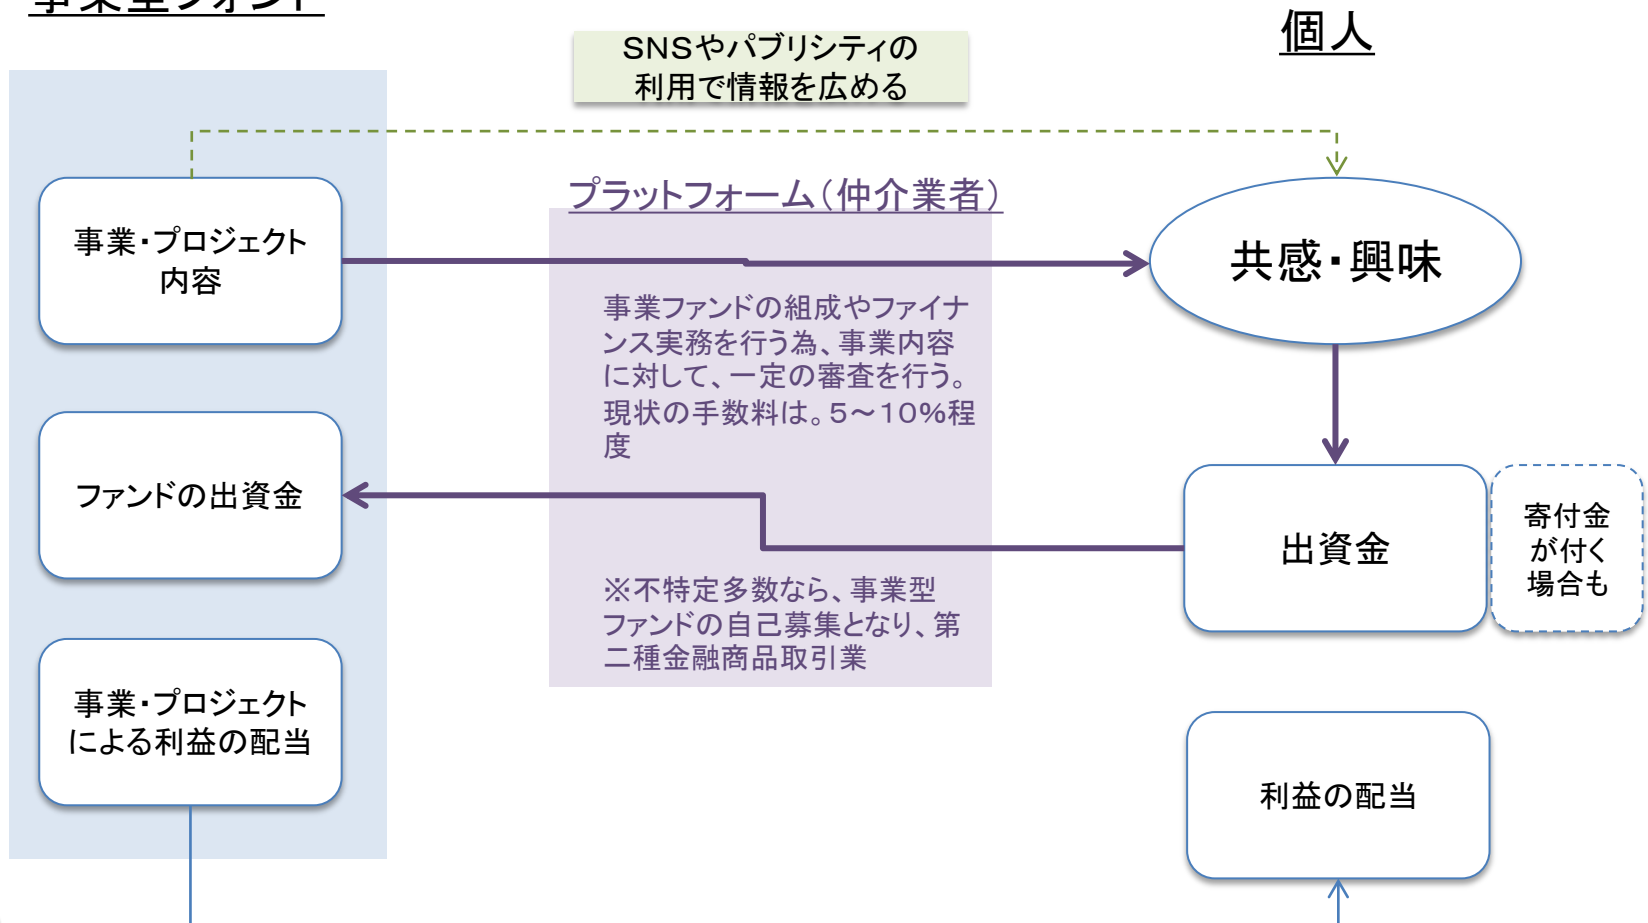 個人
SNSやパブリシティの
利用で情報を広める
プラットフォーム（仲介業者）
事業・プロジェクト
内容
共感・興味
事業ファンドの組成やファイナ
ンス実務を行う為、事業内容
に対して、一定の審査を行う。
現状の手数料は。5～10%程
度
ファンドの出資金
出資金
寄付金
が付く
場合も
※不特定多数なら、事業型
ファンドの自己募集となり、第
二種金融商品取引業
事業・プロジェクト
による利益の配当
利益の配当